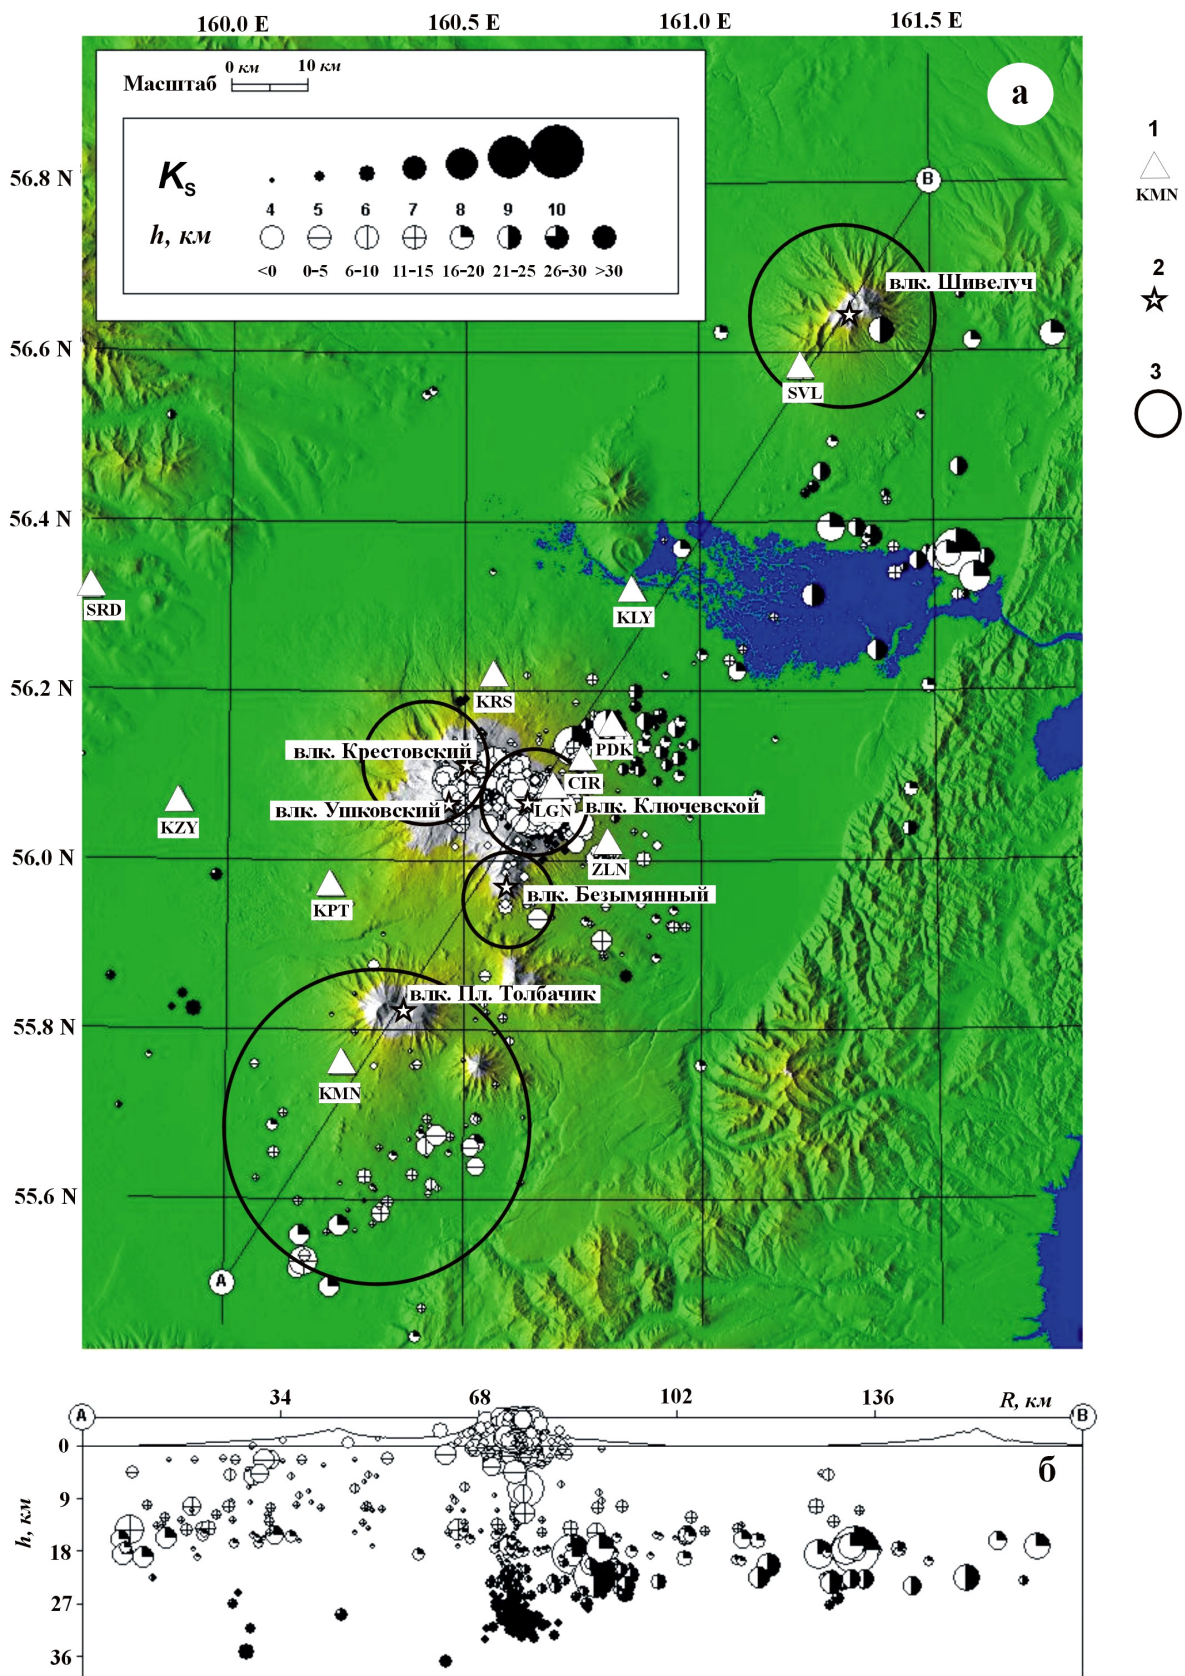 160.0 E 160.5 E 161.0 E 161.5 E
Масштаб 0 км 10 км
а
Ks
4 5 6 7 8 9 10
h, км
<0 0-5 6-10 11-15 16-20 21-25 26-30 >30
1
KMN
2
3
56.8 N
B
влк. Шивелуч
56.6 N
SVL
56.4 N
SRD
KLY
56.2 N
KRS
PDK
влк. Крестовский
CIR
влк. Ушковский
LGN
влк. Ключевской
KZY
56.0 N
ZLN
KPT
влк. Безымянный
влк. Пл. Толбачик
55.8 N
KMN
55.6 N
A
A 34 68 102 136 R, км B
0
б
9
h, км
18
27
36